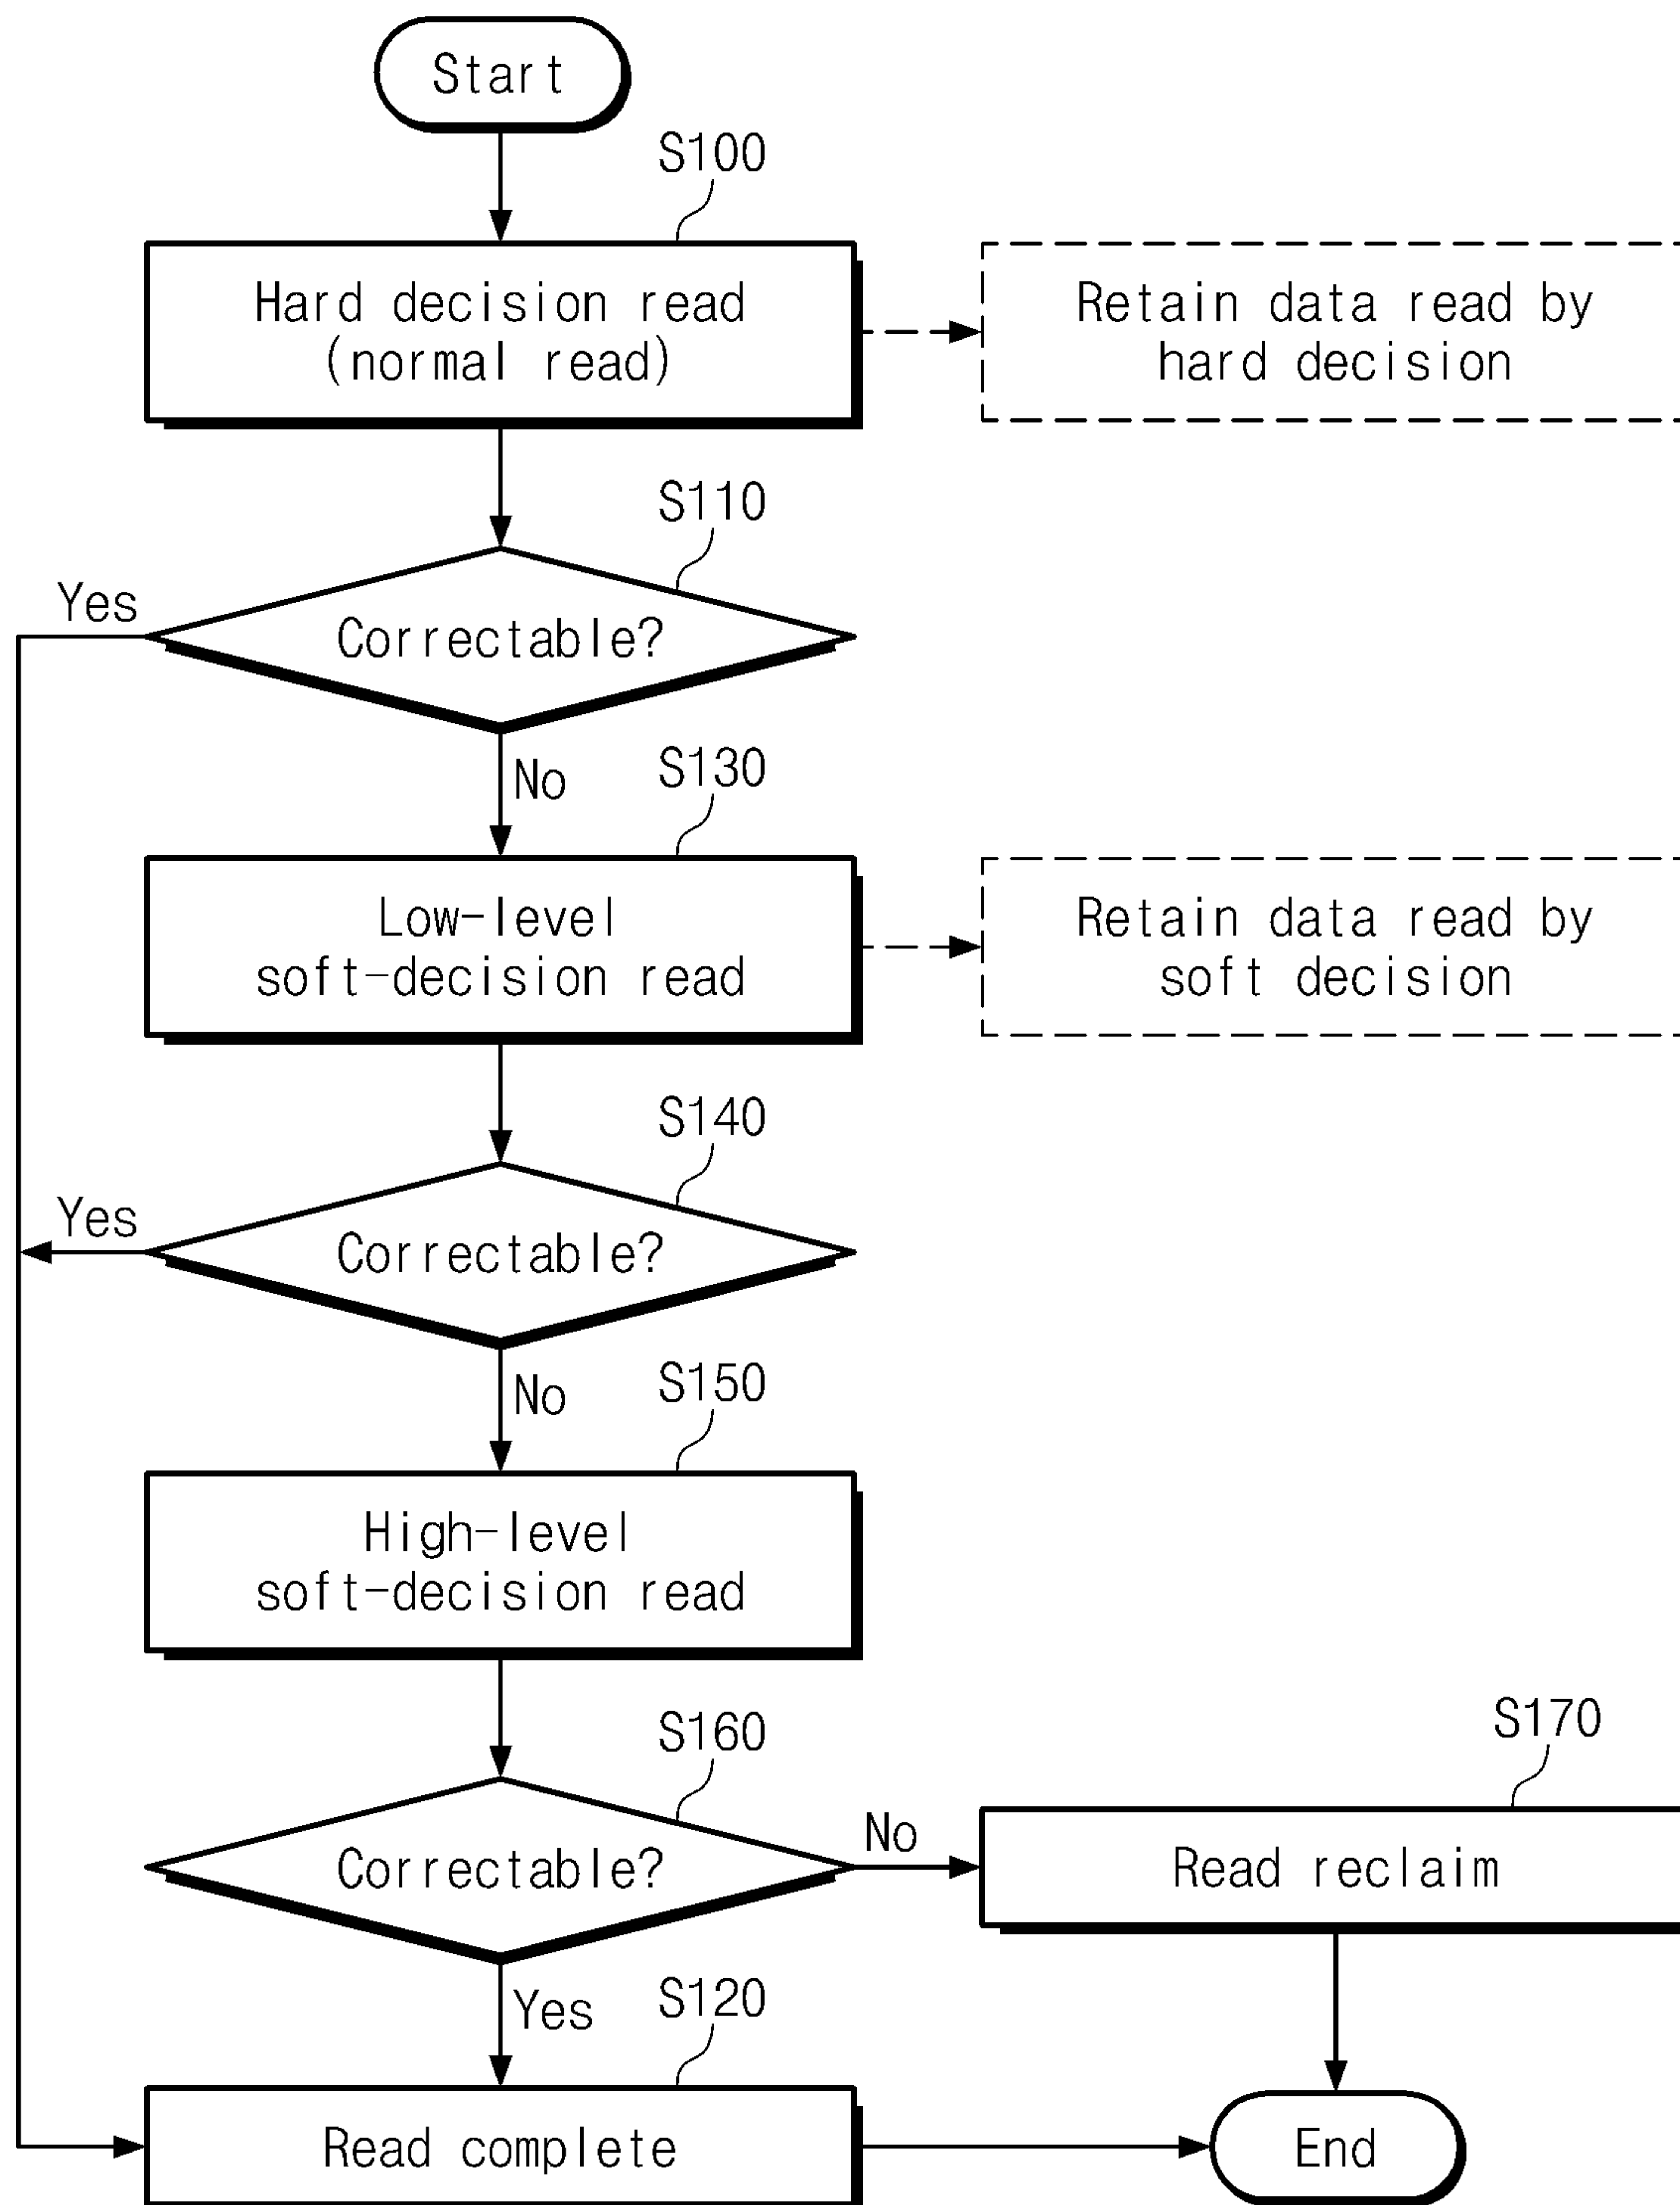 Start
S100
Hard decision read
(normal read)
Retain data read by
hard decision
S110
Correctable?
Yes
No
S130
Low-level
soft-decision read
Retain data read by
soft decision
S140
Correctable?
Yes
No
S150
High-level
soft-decision read
S160
Correctable?
No
S170
Read reclaim
Yes
S120
Read complete
End